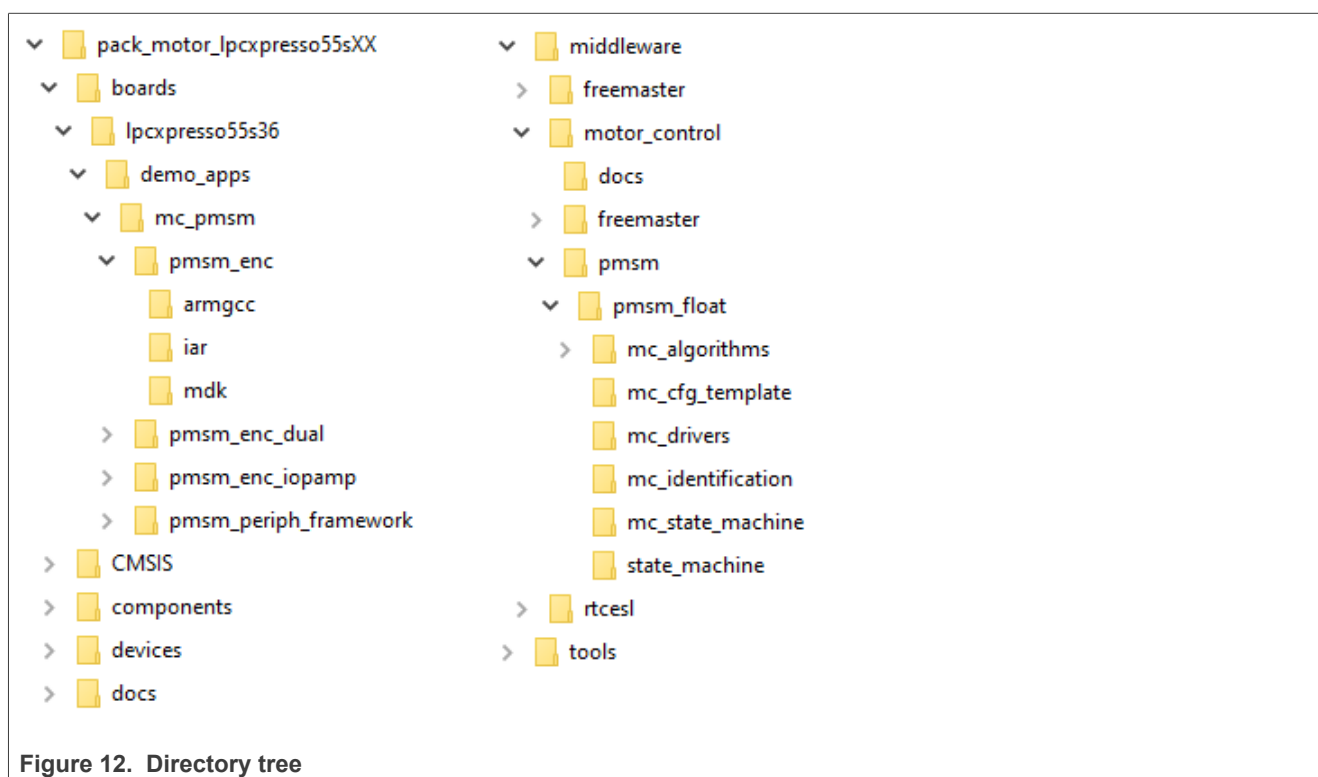 pack_motor_lpcxpresso55sXX
boards
lpcxpresso55s36
demo_apps
mc_pmsm
pmsm_enc
armgcc
iar
mdk
pmsm_enc_dual
pmsm_enc_iopamp
pmsm_periph_framework
CMSIS
components
devices
docs
middleware
freemaster
motor_control
docs
freemaster
pmsm
pmsm_float
mc_algorithms
mc_cfg_template
mc_drivers
mc_identification
mc_state_machine
state_machine
rtcesl
tools
Figure 12. Directory tree